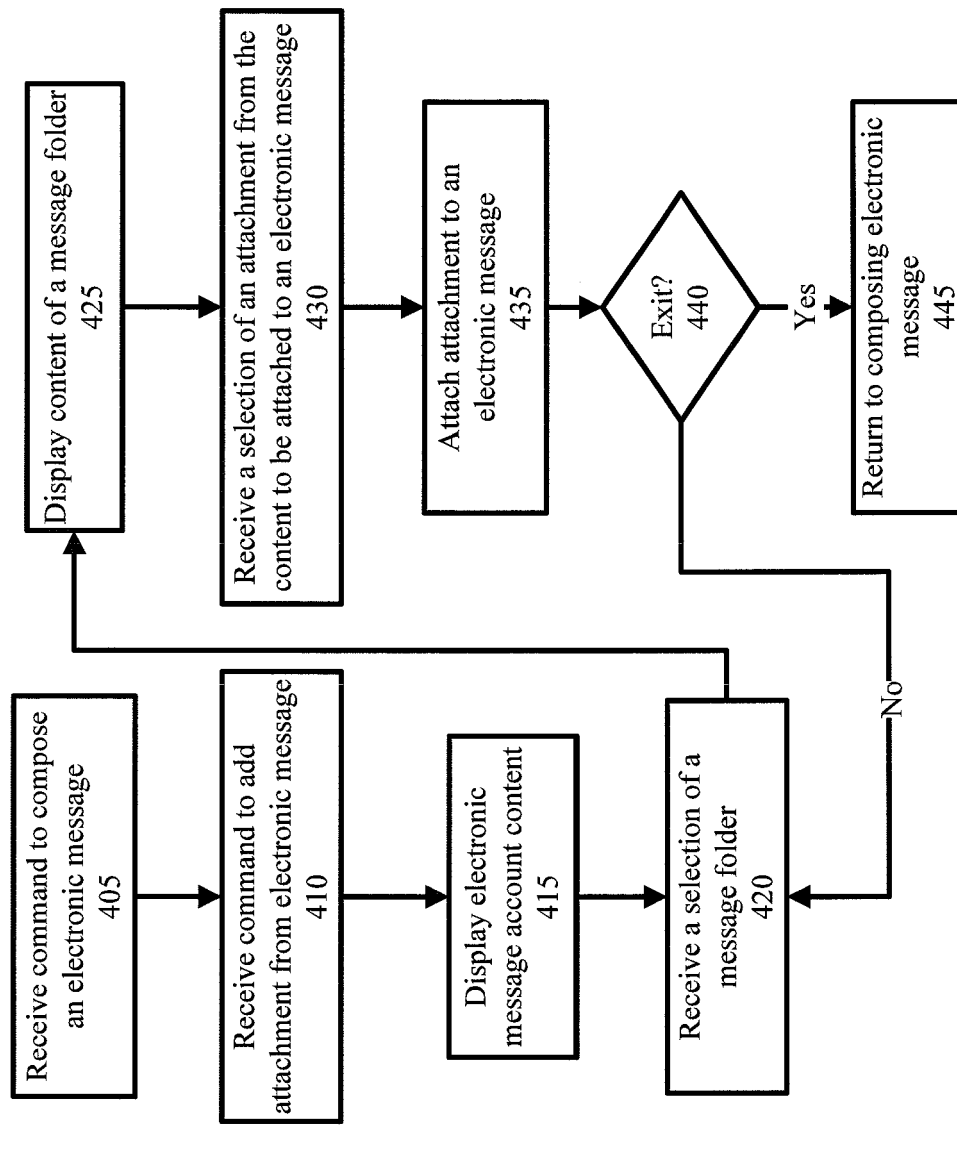 Receive command to compose
an electronic message
405
Receive command to add
attachment from electronic message
410
Display electronic
message account content
415
Receive a selection of a
message folder
420
Display content of a message folder
425
Receive a selection of an attachment from the
content to be attached to an electronic message
430
Attach attachment to an
electronic message
435
Exit?
440
No
Yes
Return to composing electronic
message
445